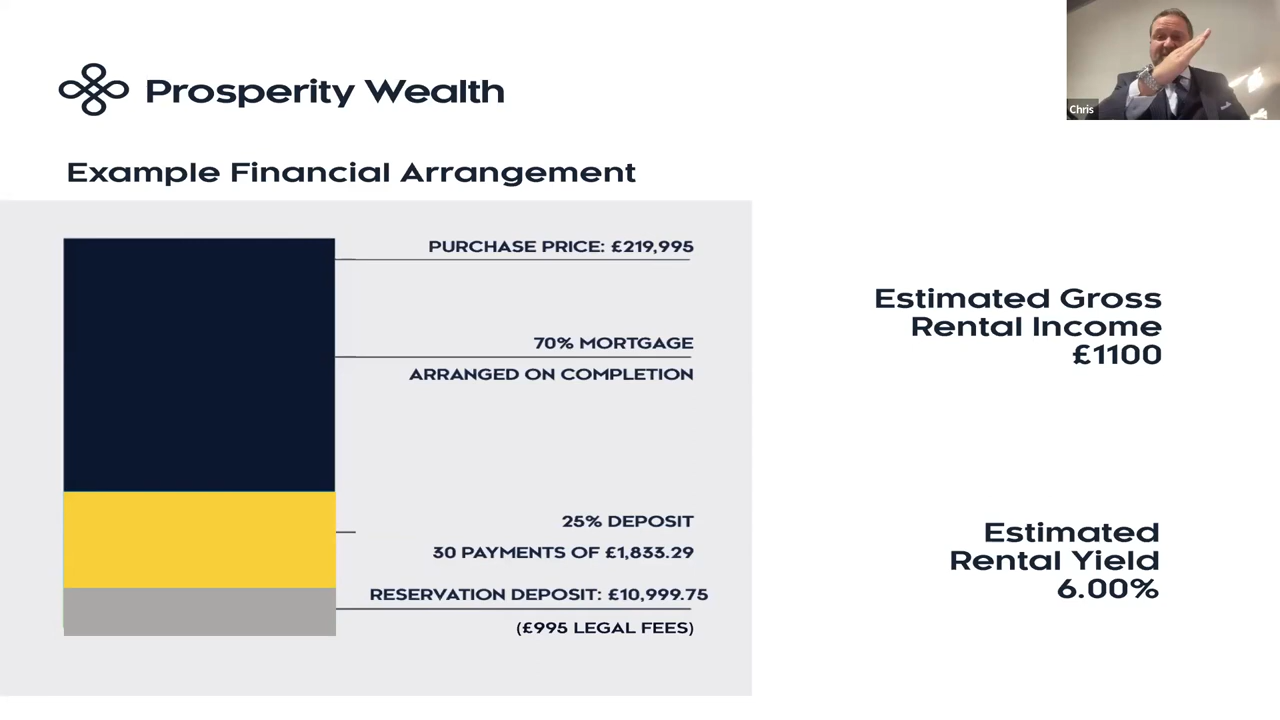 Prosperity Wealth
Chris
Example Financial Arrangement
PURCHASE PRICE: £219,995
70% MORTGAGE
ARRANGED ON COMPLETION
25% DEPOSIT
30 PAYMENTS OF £1,833.29
RESERVATION DEPOSIT: £10,999.75
(£995 LEGAL FEES)
Estimated Gross
Rental Income
£1100
Estimated
Rental Yield
6.00%